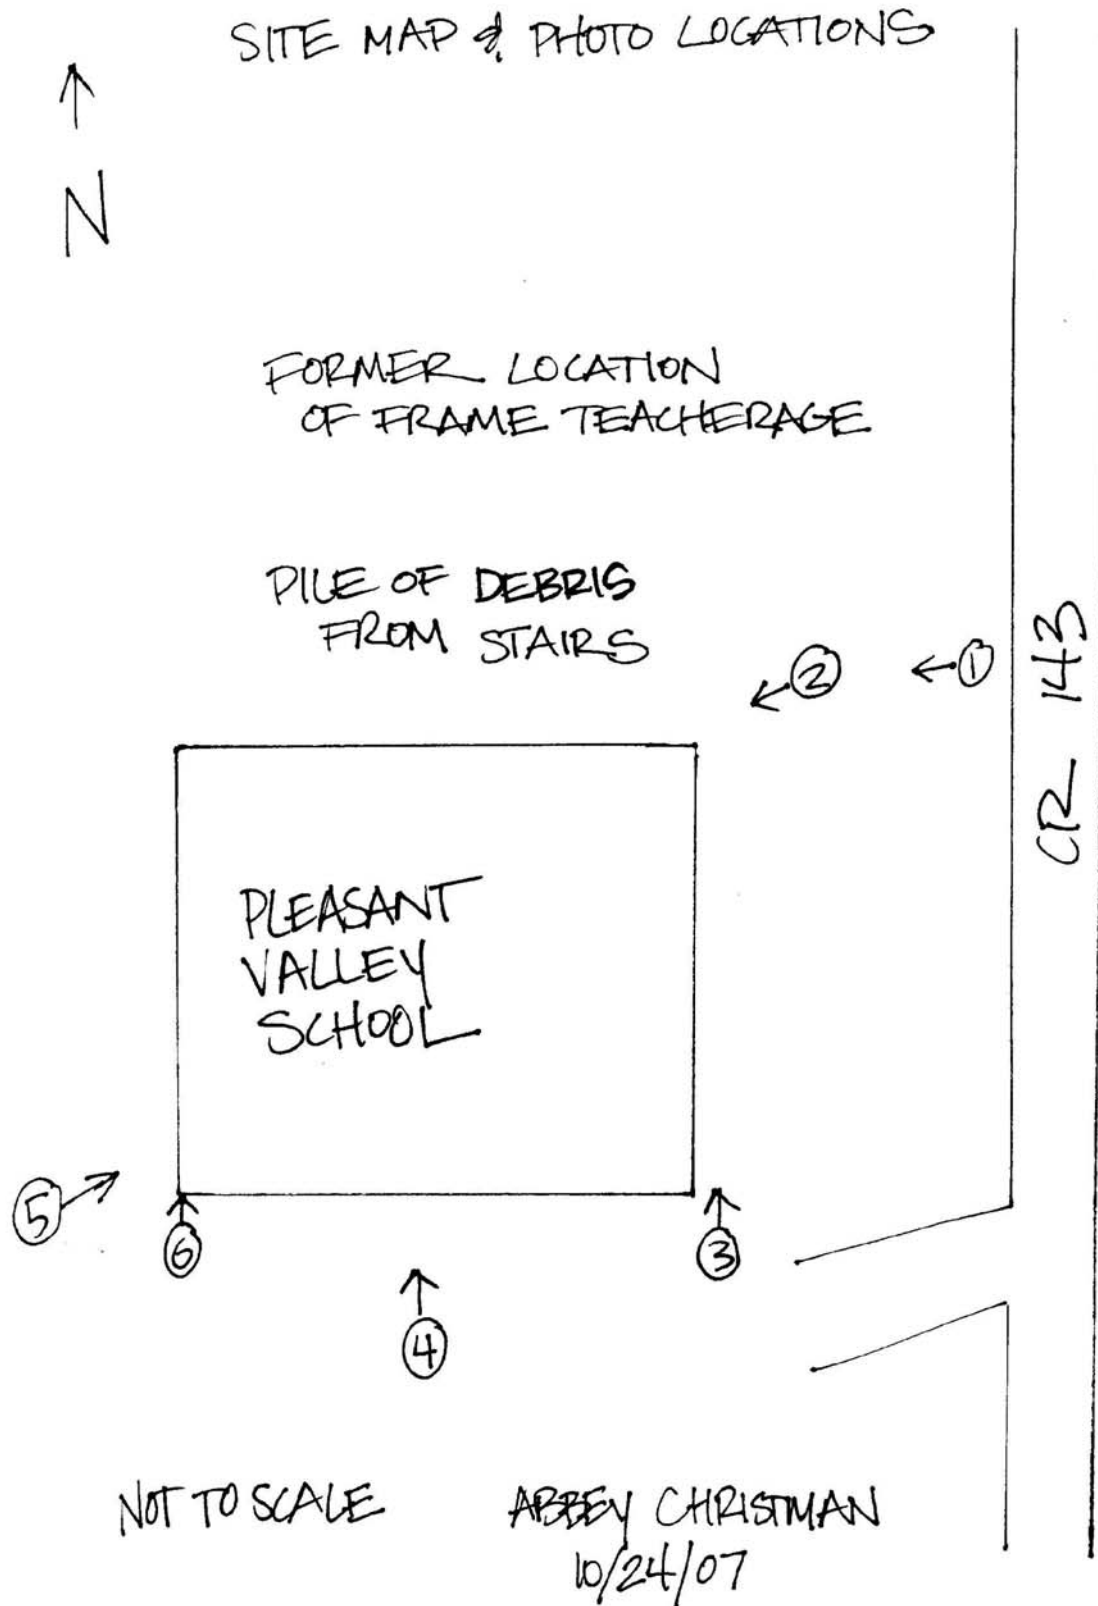 SITE MAP & PHOTO LOCATIONS
N
FORMER LOCATION
OF FRAME TEACHERAGE
PILE OF DEBRIS
FROM STAIRS
2
1
CR 143
PLEASANT
VALLEY
SCHOOL
5
6
3
4
NOT TO SCALE
ABBEY CHRISTMAN
10/24/07